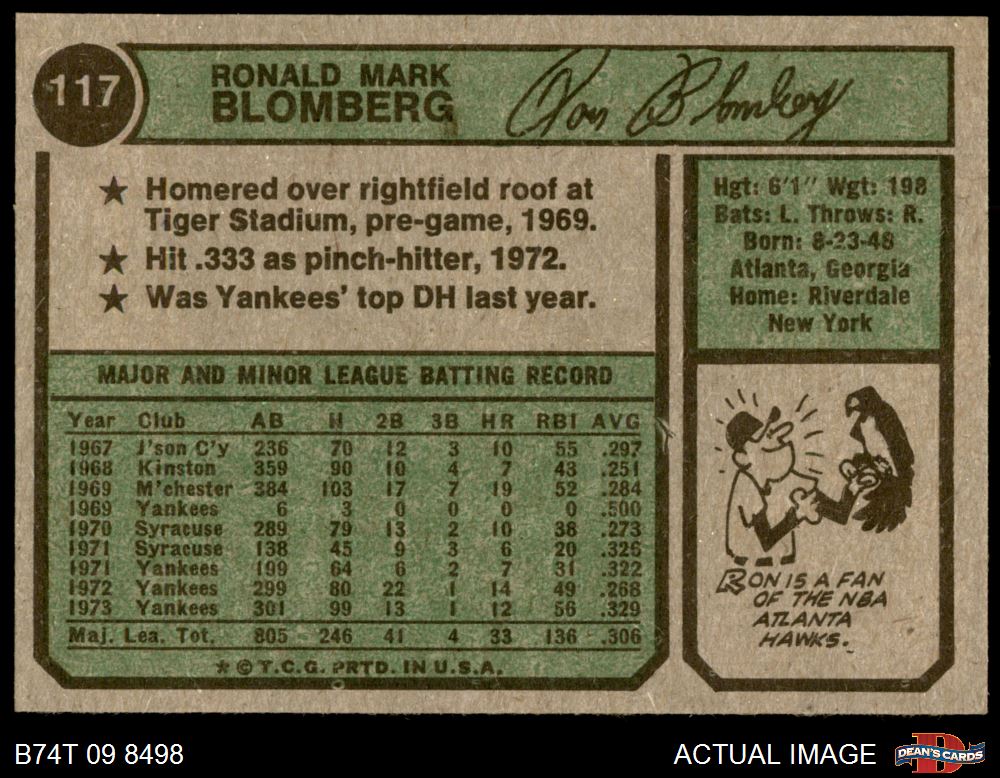 117
RONALD MARK
BLOMBERG
Ron Blomberg
★ Homered over rightfield roof at
Tiger Stadium, pre-game, 1969.
★ Hit .333 as pinch-hitter, 1972.
★ Was Yankees' top DH last year.
Hgt: 6'1" Wgt: 198
Bats: L. Throws: R.
Born: 8-23-48
Atlanta, Georgia
Home: Riverdale
New York
MAJOR AND MINOR LEAGUE BATTING RECORD
Year Club AB H 2B 3B HR RBI AVG
1967 J'son C'y 236 70 12 3 10 55 .297
1968 Kinston 359 90 10 4 7 43 .251
1969 M'chester 384 103 17 7 19 52 .284
1969 Yankees 6 3 0 0 0 0 .500
1970 Syracuse 289 79 13 2 10 38 .273
1971 Syracuse 138 45 9 3 6 20 .326
1971 Yankees 199 64 6 2 7 31 .322
1972 Yankees 299 80 22 1 14 49 .268
1973 Yankees 301 99 13 1 12 56 .329
Maj. Lea. Tot. 805 246 41 4 33 136 .306
★ © T.C.G. PRTD. IN U.S.A.
RON IS A FAN
OF THE NBA
ATLANTA
HAWKS.
B74T 09 8498
ACTUAL IMAGE
DEAN'S CARDS